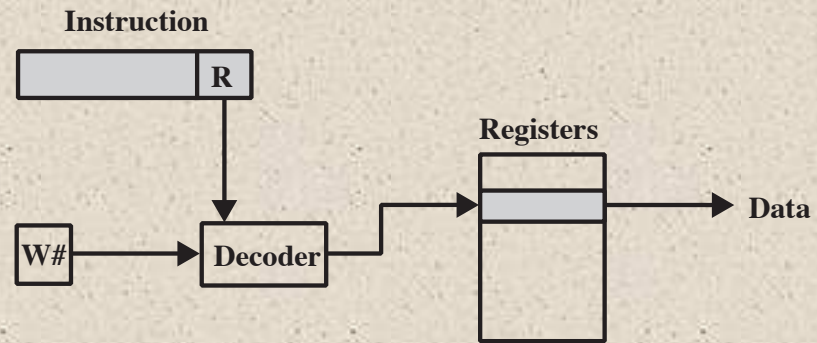 Instruction
R
Registers
Data
W#
Decoder